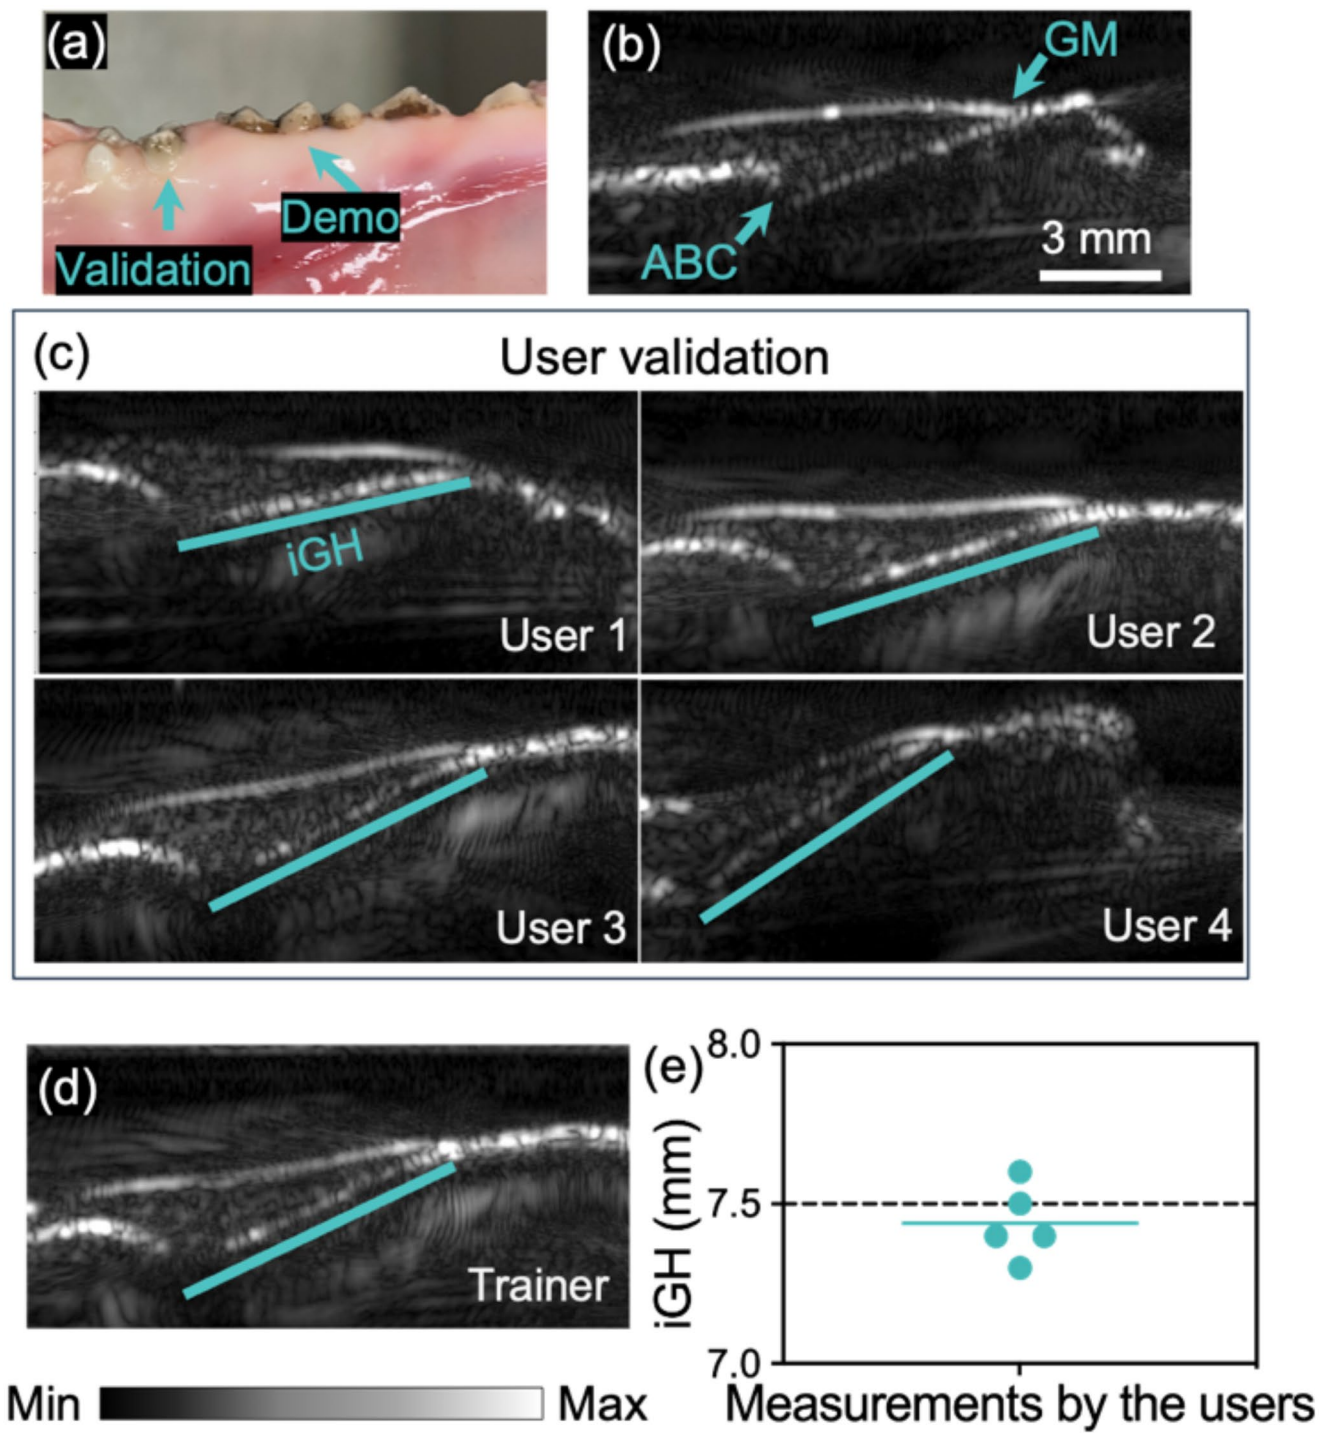 (a)
Validation
Demo
(b)
GM
ABC
3 mm
(c)
User validation
iGH
User 1
User 2
User 3
User 4
(d)
Trainer
Min
Max
(e)
8.0
7.5
7.0
iGH (mm)
Measurements by the users